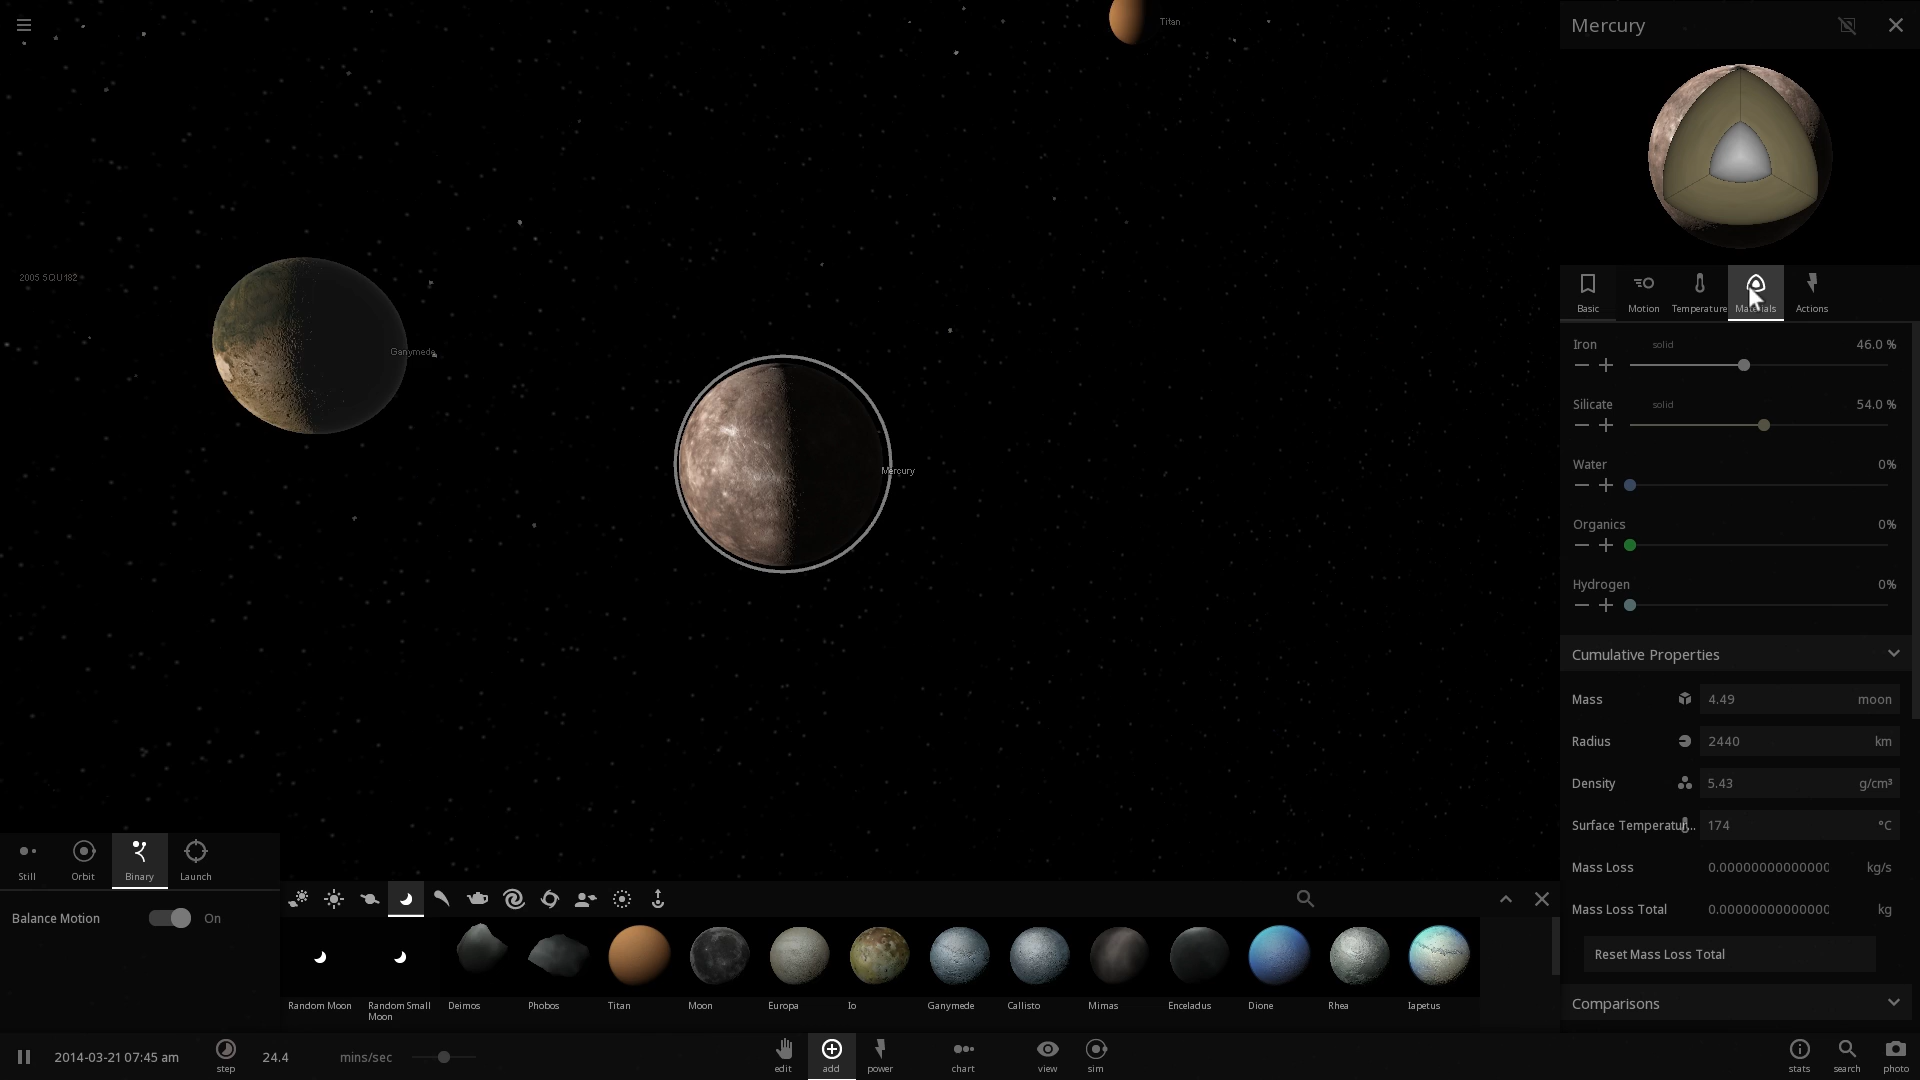 Titan
Mercury
2005 SQU182
Ganymede
Mercury
Basic
Motion
Temperature
Materials
Actions
Iron solid 46.0 %
Silicate solid 54.0 %
Water 0%
Organics 0%
Hydrogen 0%
Cumulative Properties
Mass 4.49 moon
Radius 2440 km
Density 5.43 g/cm³
Surface Temperatur... 174 °C
Mass Loss 0.00000000000000 kg/s
Mass Loss Total 0.00000000000000 kg
Reset Mass Loss Total
Comparisons
Still
Orbit
Binary
Launch
Balance Motion On
Random Moon
Random Small Moon
Deimos
Phobos
Titan
Moon
Europa
Io
Ganymede
Callisto
Mimas
Enceladus
Dione
Rhea
Iapetus
2014-03-21 07:45 am
step
24.4 mins/sec
edit
add
power
chart
view
sim
stats
search
photo